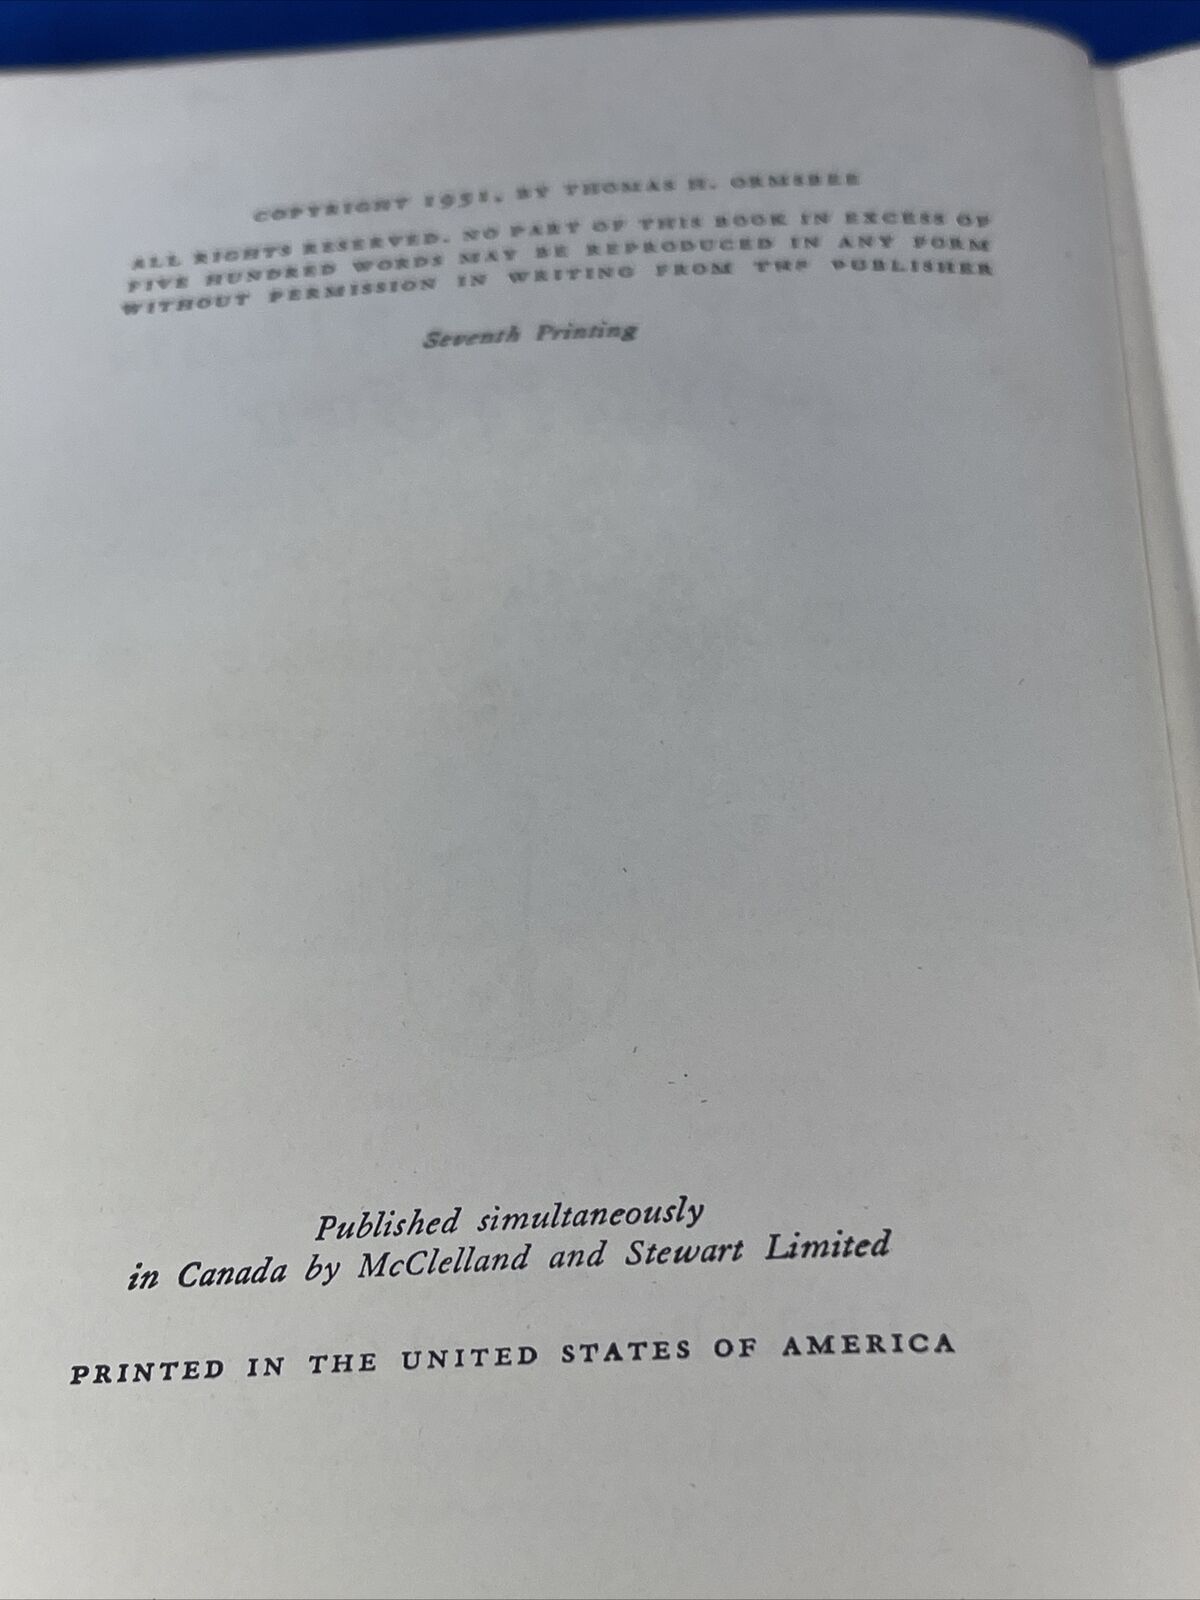 COPYRIGHT 1951, BY THOMAS H. ORMSBEE
ALL RIGHTS RESERVED. NO PART OF THIS BOOK IN EXCESS OF
FIVE HUNDRED WORDS MAY BE REPRODUCED IN ANY FORM
WITHOUT PERMISSION IN WRITING FROM THE PUBLISHER
Seventh Printing
Published simultaneously
in Canada by McClelland and Stewart Limited
PRINTED IN THE UNITED STATES OF AMERICA